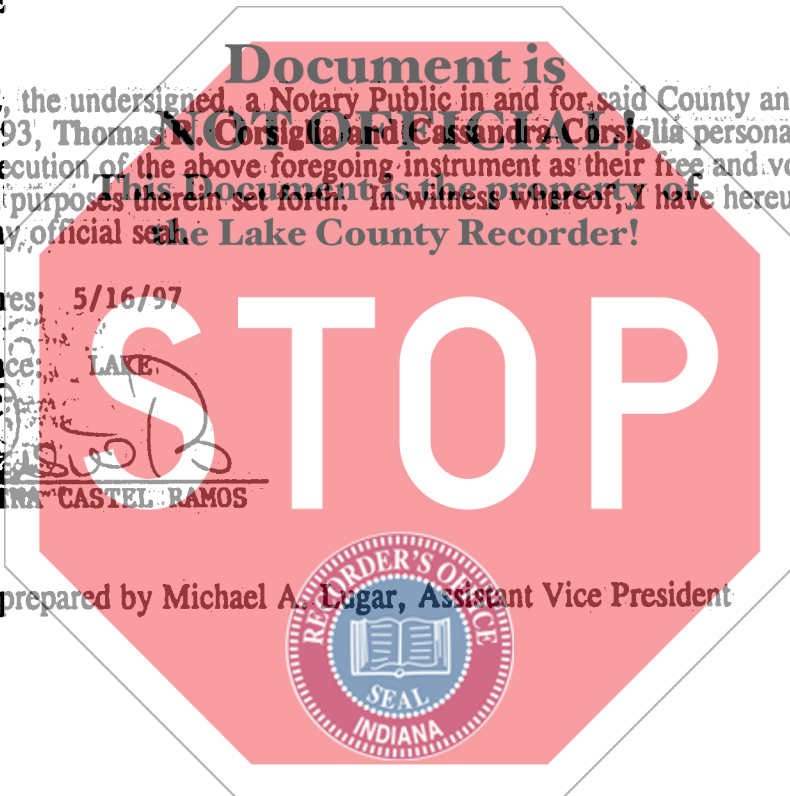 Document is
, the undersigned, a Notary Public in and for said County an
NOT OFFICIAL!
93, Thomas R. Corsiglia and Cassandra Corsiglia persona
ecution of the above foregoing instrument as their free and vo
This Document is the property of
purposes herein set forth. In witness whereof, I have hereu
the Lake County Recorder!
y official seal.
res: 5/16/97
STOP
ce: LAKE
CASTEL RAMOS
prepared by Michael A. Lugar, Assistant Vice President
RECORDER'S OFFICE
SEAL
INDIANA